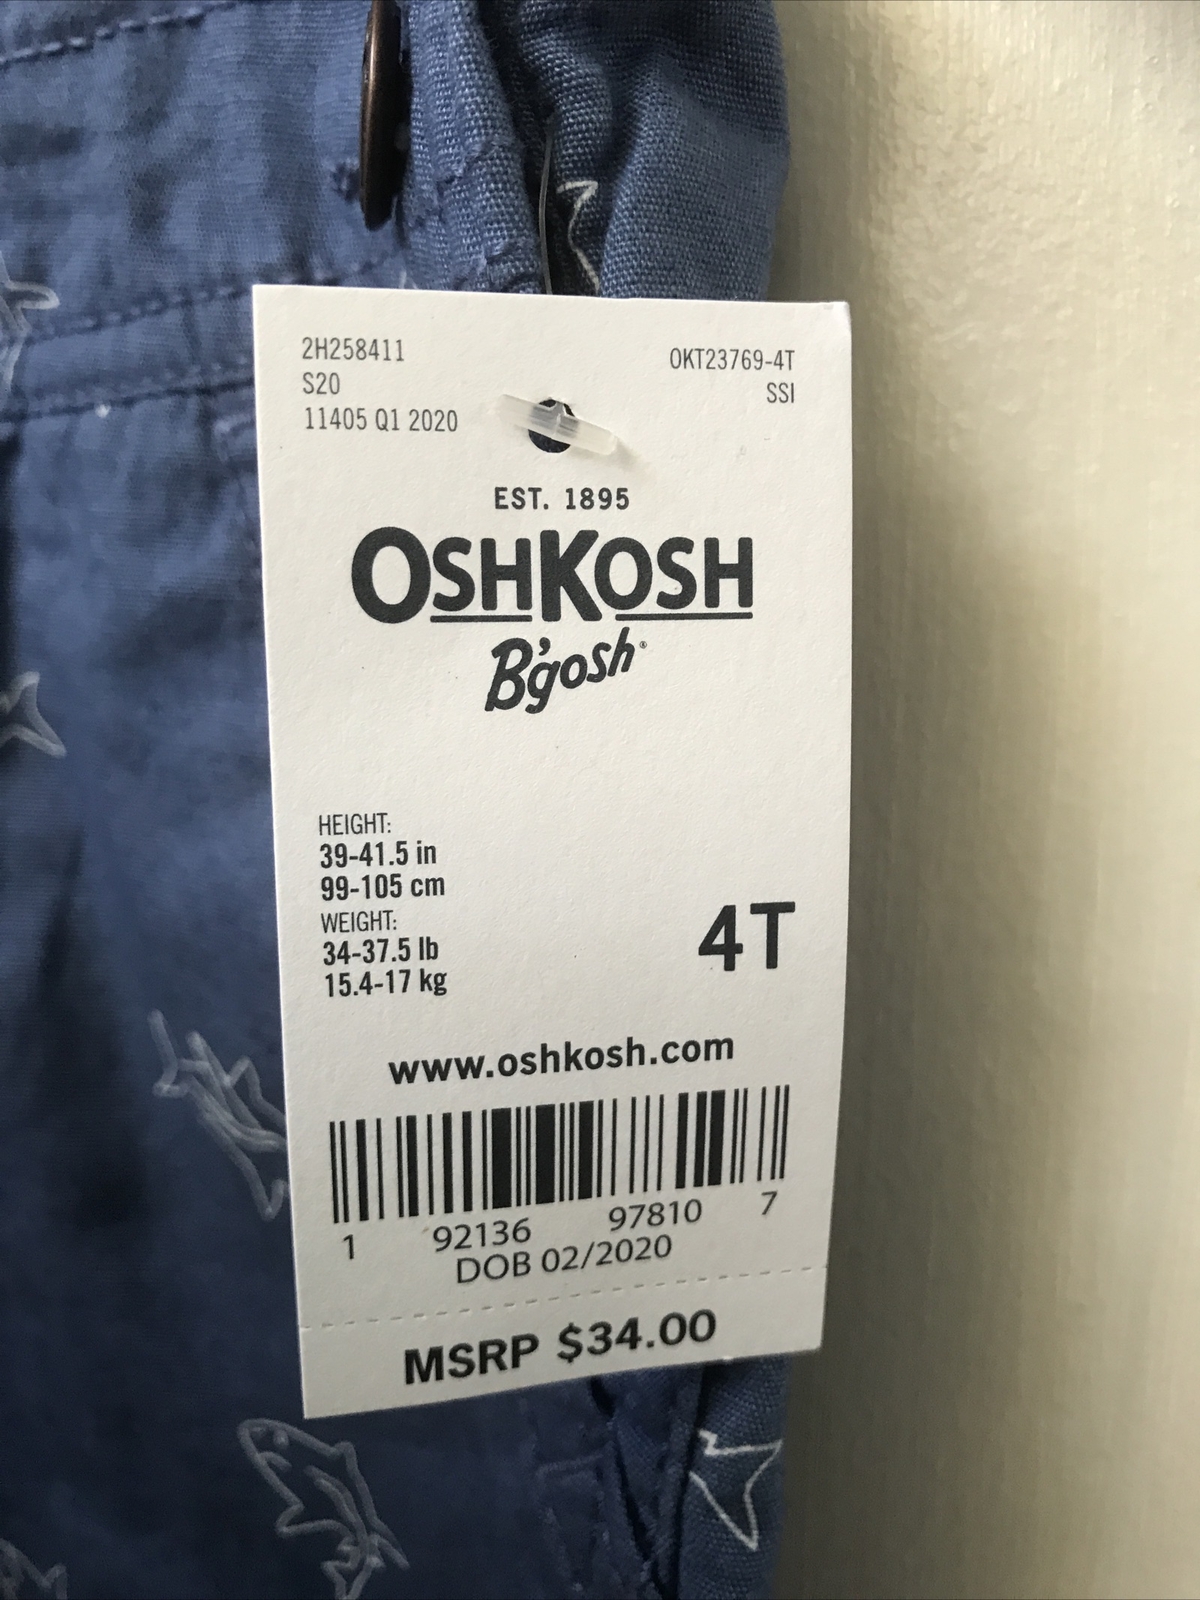 2H258411
S20
11405 Q1 2020
OKT23769-4T
SSI
EST. 1895
OSHKOSH
B'gosh®
HEIGHT:
39-41.5 in
99-105 cm
WEIGHT:
34-37.5 lb
15.4-17 kg
4T
www.oshkosh.com
1 92136 97810 7
DOB 02/2020
MSRP $34.00